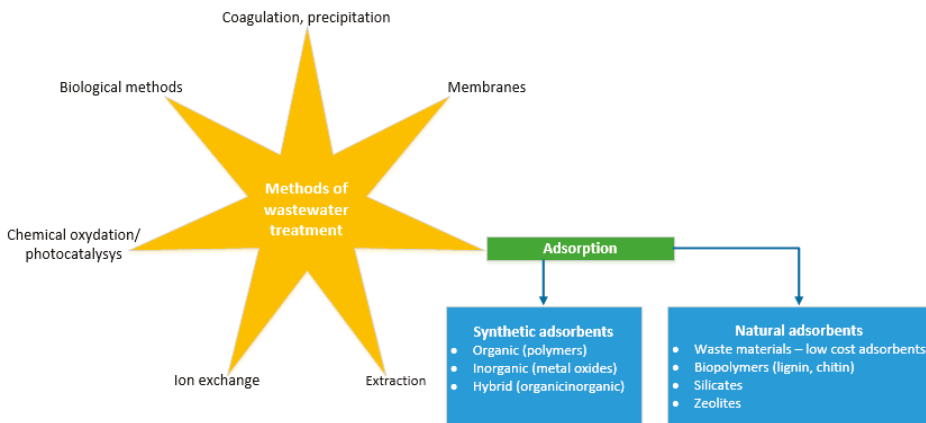 Coagulation, precipitation
Biological methods
Membranes
Methods of
wastewater
treatment
Chemical oxydation/
photocatalysys
Adsorption
Ion exchange
Extraction
Synthetic adsorbents
• Organic (polymers)
• Inorganic (metal oxides)
• Hybrid (organicinorganic)
Natural adsorbents
• Waste materials – low cost adsorbents
• Biopolymers (lignin, chitin)
• Silicates
• Zeolites